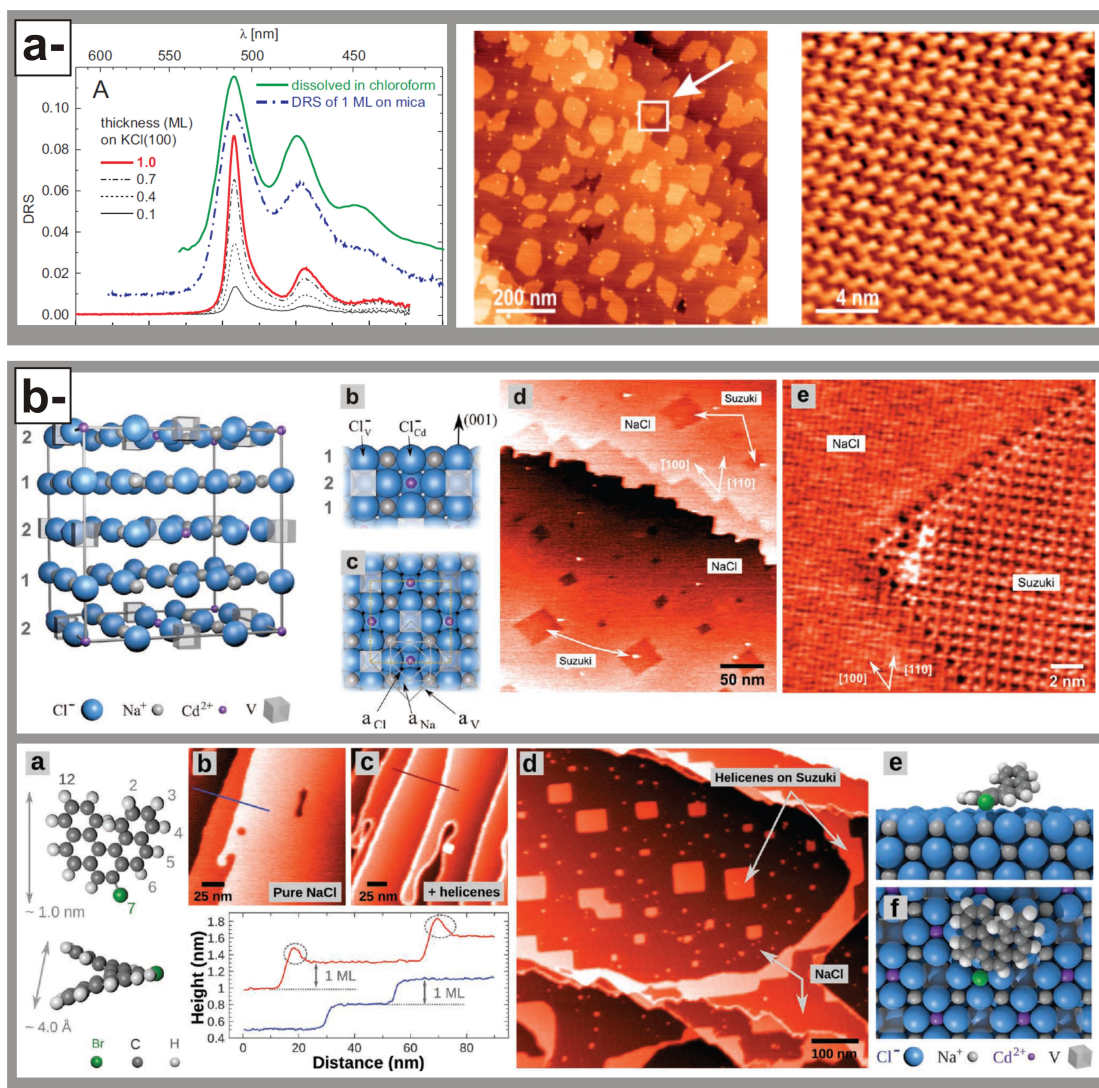 a-
λ [nm]
600 550 500 450
A
dissolved in chloroform
DRS of 1 ML on mica
thickness (ML)
on KCl(100)
1.0
0.7
0.4
0.1
DRS
0.10
0.08
0.06
0.04
0.02
0.00
200 nm
4 nm
b-
2
1
2
1
2
Cl⁻ Na⁺ Cd²⁺ V
b
Cl⁻V Cl⁻Cd (001)
1
2
1
c
a Cl a Na a V
d
Suzuki
NaCl
[100]
[110]
NaCl
Suzuki
50 nm
e
NaCl
Suzuki
[100] [110]
2 nm
a
12 2 3
4
5
6
7
~ 1.0 nm
~ 4.0 Å
Br C H
b
25 nm Pure NaCl
c
25 nm + helicenes
Height (nm)
1.8
1.6
1.4
1.2
1.0
0.8
0.6
0.4
1 ML
1 ML
0 20 40 60 80
Distance (nm)
d
Helicenes on Suzuki
NaCl
100 nm
e
f
Cl⁻ Na⁺ Cd²⁺ V